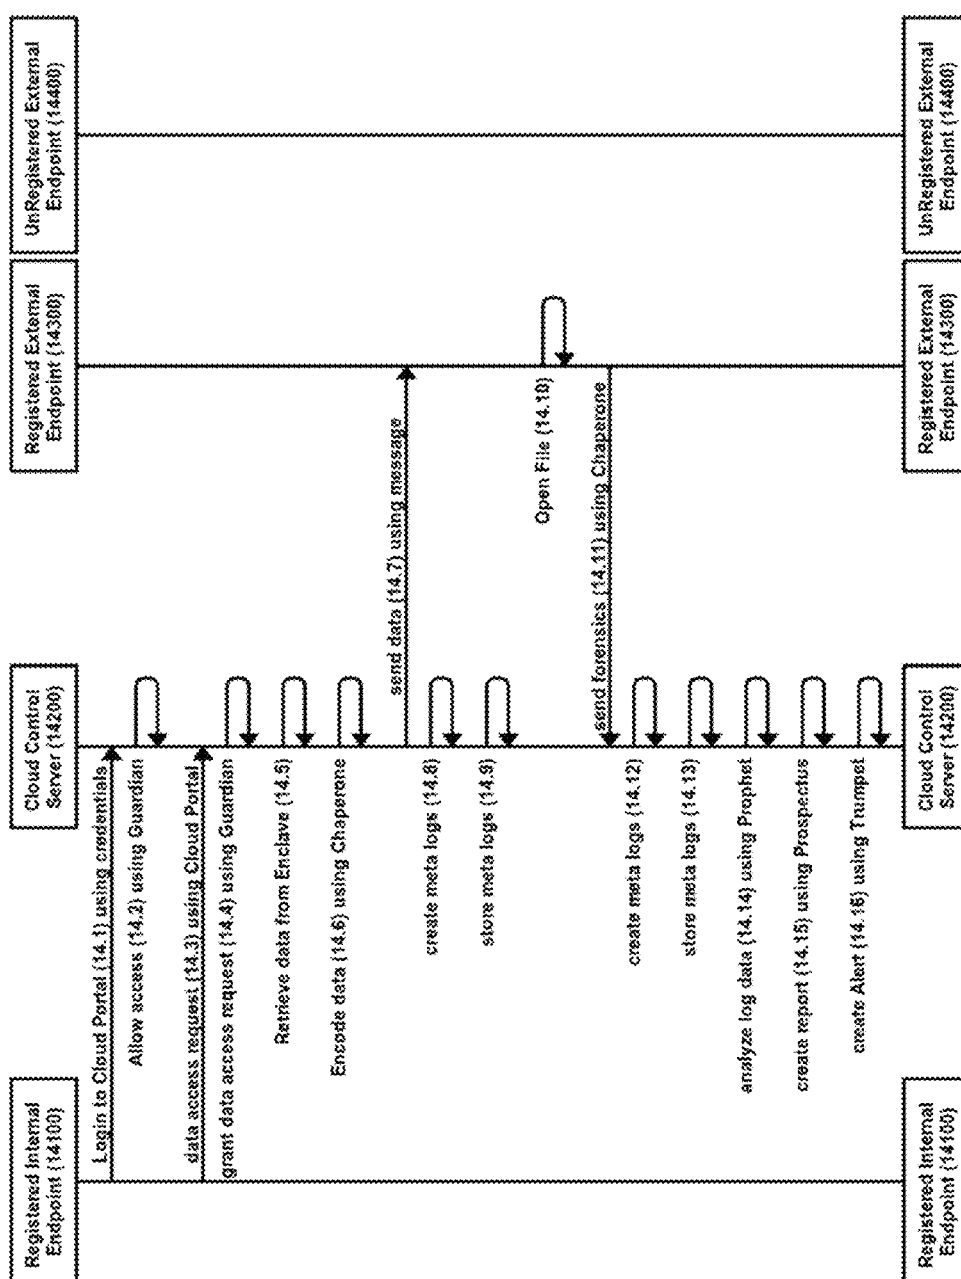 Registered Internal
Endpoint (14100)
Cloud Control
Server (14200)
Registered External
Endpoint (14300)
UnRegistered External
Endpoint (14400)
Login to Cloud Portal (14.1) using credentials
Allow access (14.2) using Guardian
data access request (14.3) using Cloud Portal
grant data access request (14.4) using Guardian
Retrieve data from Enclave (14.5)
Encode data (14.6) using Chaperone
send data (14.7) using message
create meta logs (14.8)
store meta logs (14.9)
Open File (14.10)
send forensics (14.11) using Chaperone
create meta logs (14.12)
store meta logs (14.13)
analyze log data (14.14) using Prophet
create report (14.15) using Prospectus
create Alert (14.16) using Trumpet
Registered Internal
Endpoint (14100)
Cloud Control
Server (14200)
Registered External
Endpoint (14300)
UnRegistered External
Endpoint (14400)